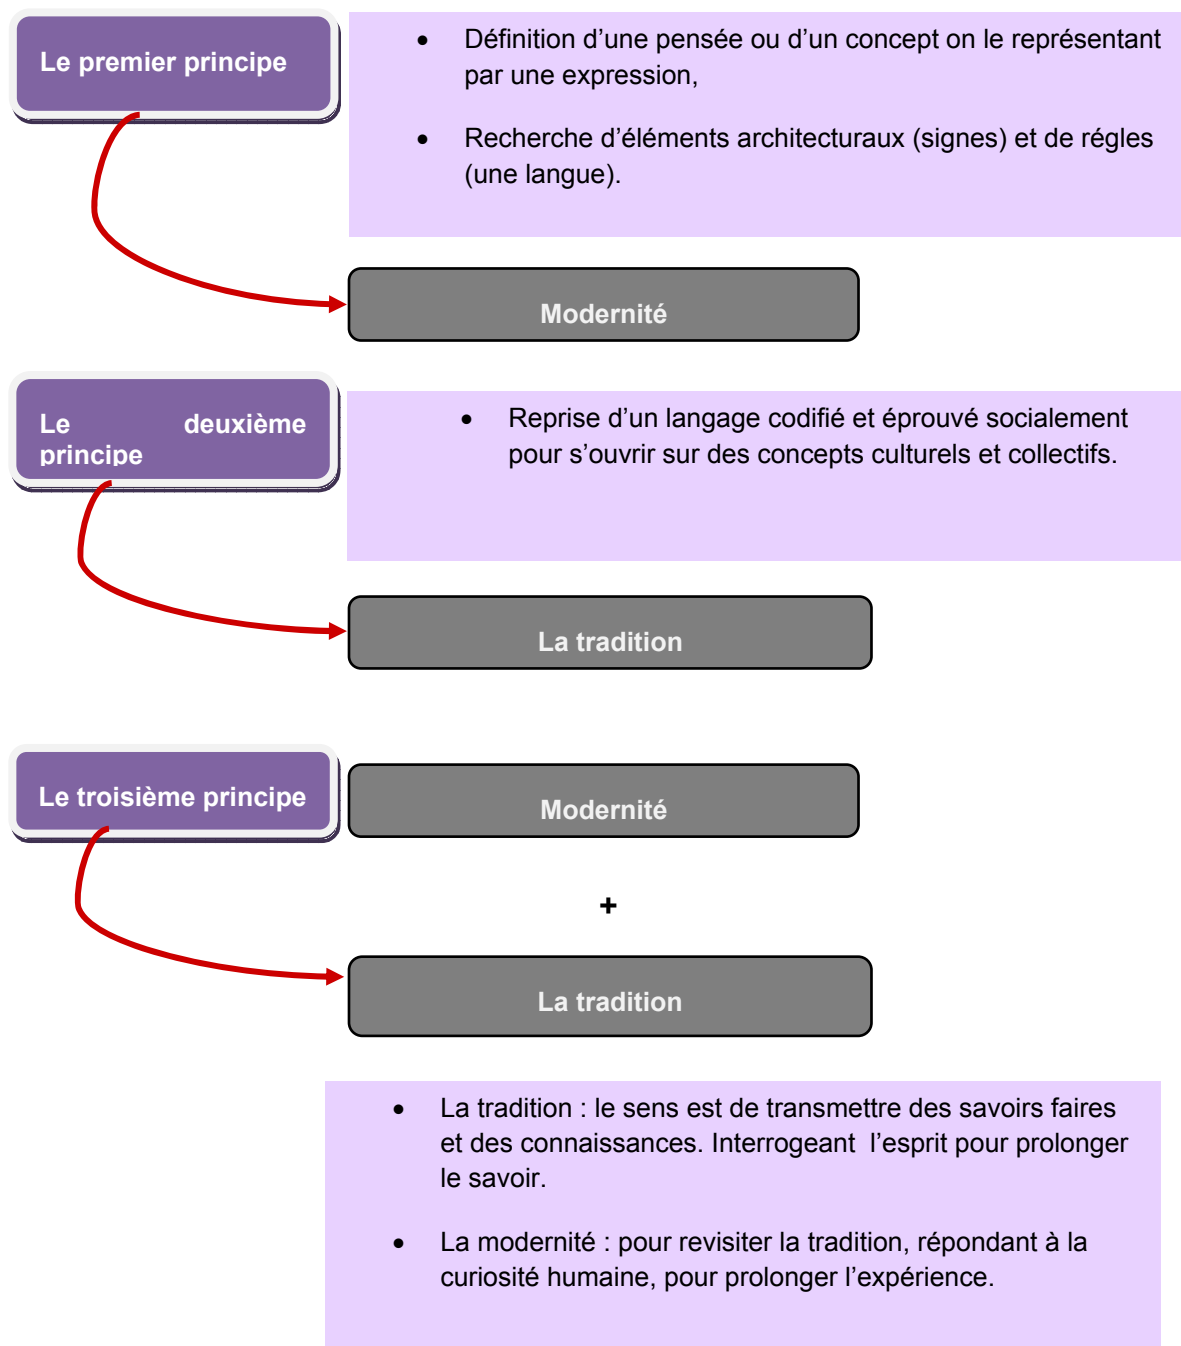 Le premier principe
• Définition d’une pensée ou d’un concept on le représentant
par une expression,
• Recherche d’éléments architecturaux (signes) et de régles
(une langue).
Modernité
Le deuxième
principe
• Reprise d’un langage codifié et éprouvé socialement
pour s’ouvrir sur des concepts culturels et collectifs.
La tradition
Le troisième principe
Modernité
+
La tradition
• La tradition : le sens est de transmettre des savoirs faires
et des connaissances. Interrogeant  l’esprit pour prolonger
le savoir.
• La modernité : pour revisiter la tradition, répondant à la
curiosité humaine, pour prolonger l’expérience.